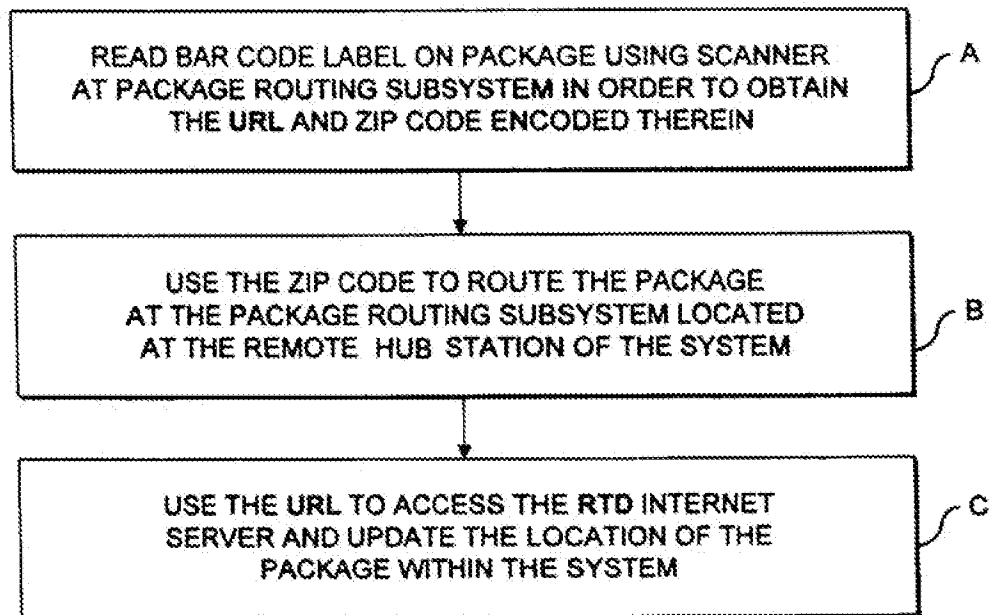 READ BAR CODE LABEL ON PACKAGE USING SCANNER
AT PACKAGE ROUTING SUBSYSTEM IN ORDER TO OBTAIN
THE URL AND ZIP CODE ENCODED THEREIN
A
USE THE ZIP CODE TO ROUTE THE PACKAGE
AT THE PACKAGE ROUTING SUBSYSTEM LOCATED
AT THE REMOTE HUB STATION OF THE SYSTEM
B
USE THE URL TO ACCESS THE RTD INTERNET
SERVER AND UPDATE THE LOCATION OF THE
PACKAGE WITHIN THE SYSTEM
C